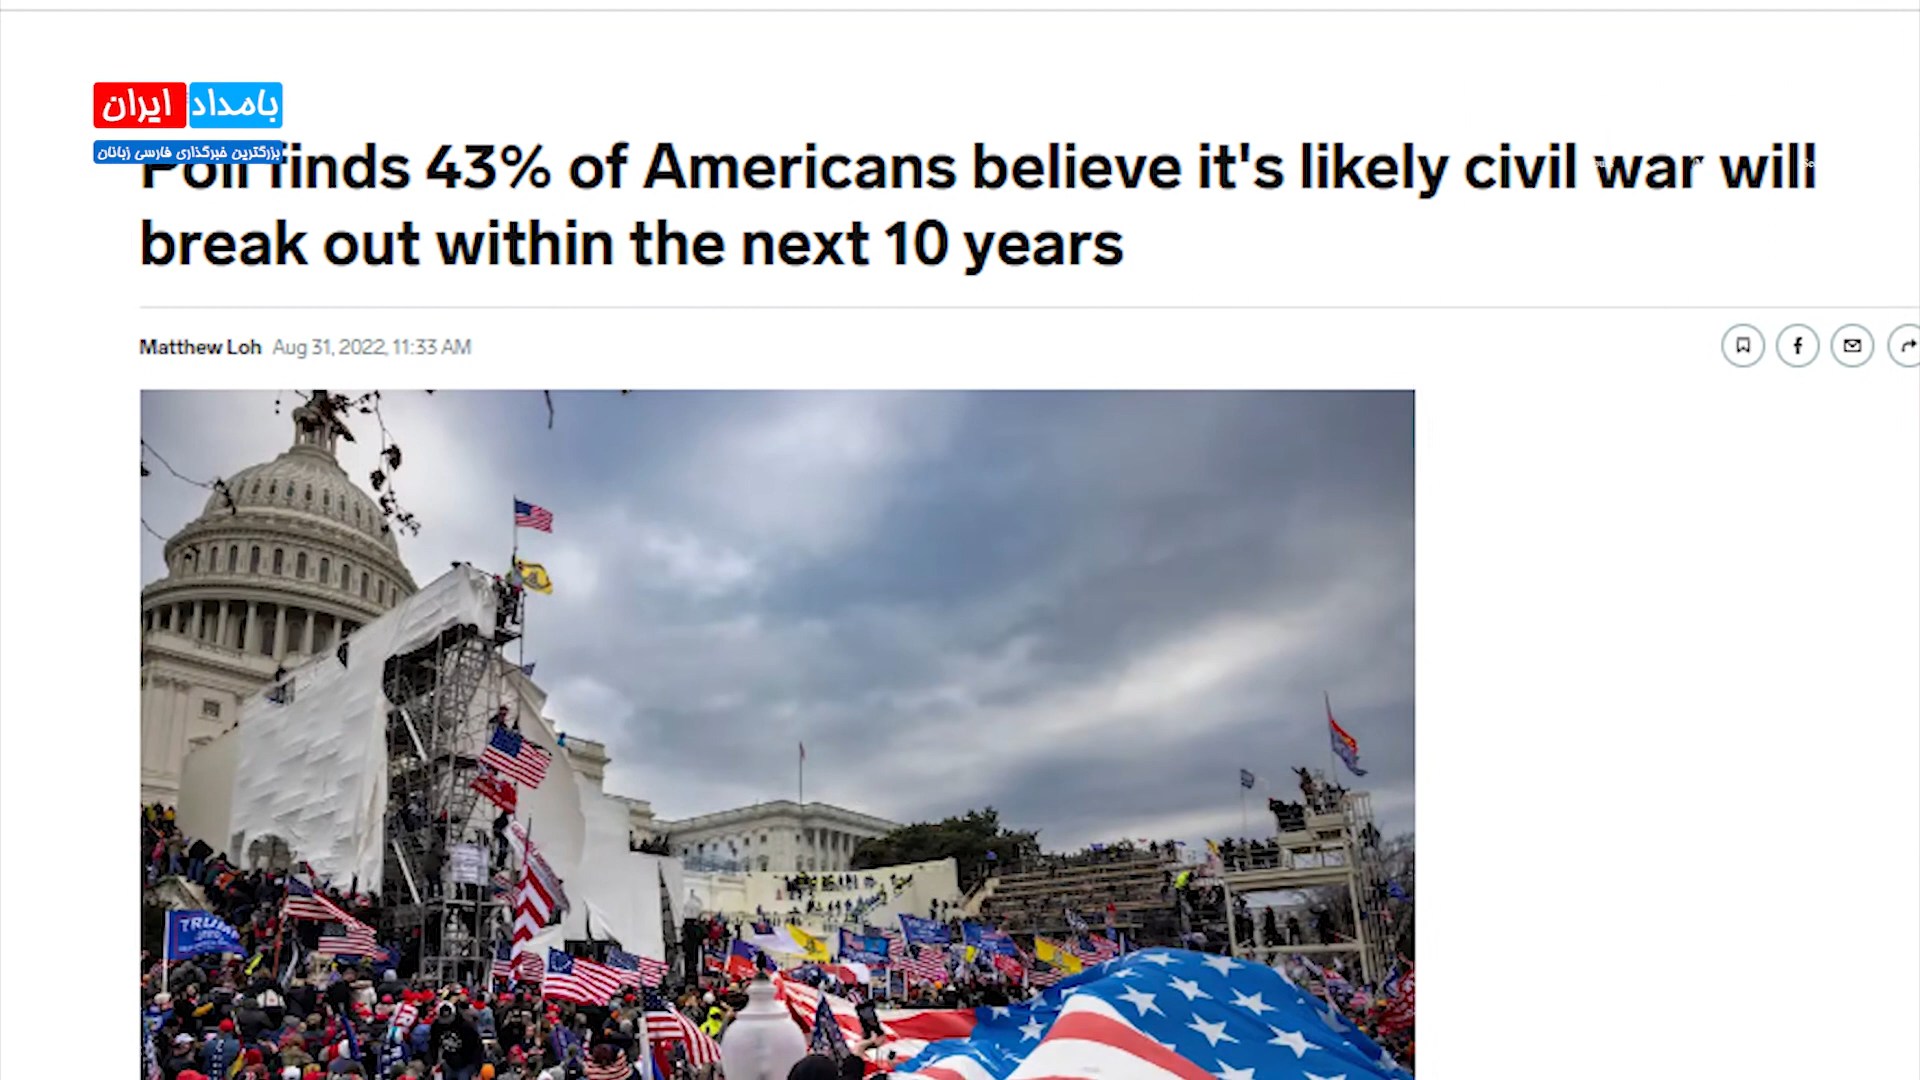 بامداد ایران
بزرگترین خبرگذاری فارسی زبانان
Poll finds 43% of Americans believe it's likely civil war will
break out within the next 10 years
Matthew Loh Aug 31, 2022, 11:33 AM
TRUMP